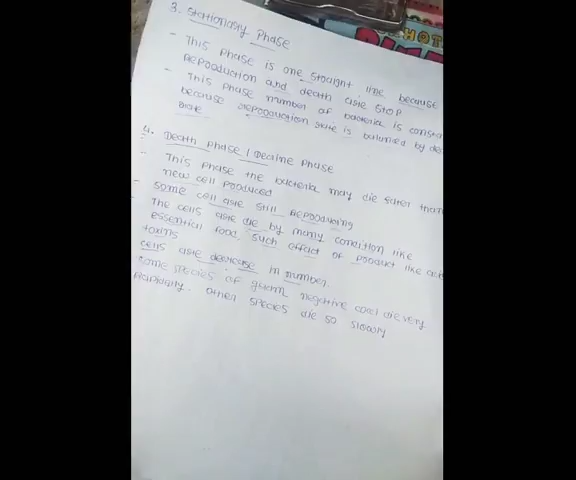 HOT
3. Stationary Phase
- This Phase is one straight line because
Reproduction and death are stop
- This Phase number of bacteria is consta
because reproduction rate is balanced by de
rate
4. Death Phase / Decline Phase
- This Phase the bacteria may die faster than
new cell produced
- some cell are still reproducing
- The cells are die by many condition like
essential food. Such effect of product like
toxins
cells are decrease in number.
some species of gram negative cocci die very
rapidly. other species die so slowly